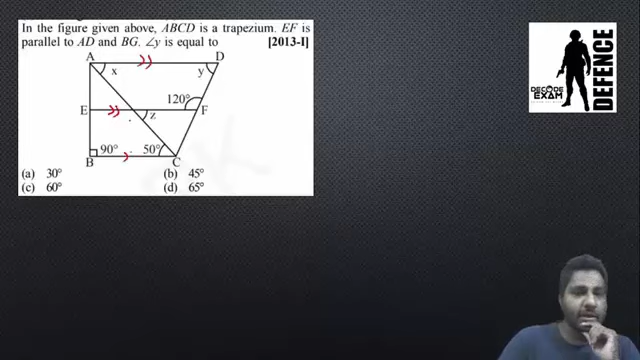 In the figure given above, ABCD is a trapezium. EF is
parallel to AD and BG. ∠y is equal to [2013-I]
A D
x y
120°
E F
z
90° 50°
B C
(a) 30° (b) 45°
(c) 60° (d) 65°
DECODE
EXAM
DEFENCE